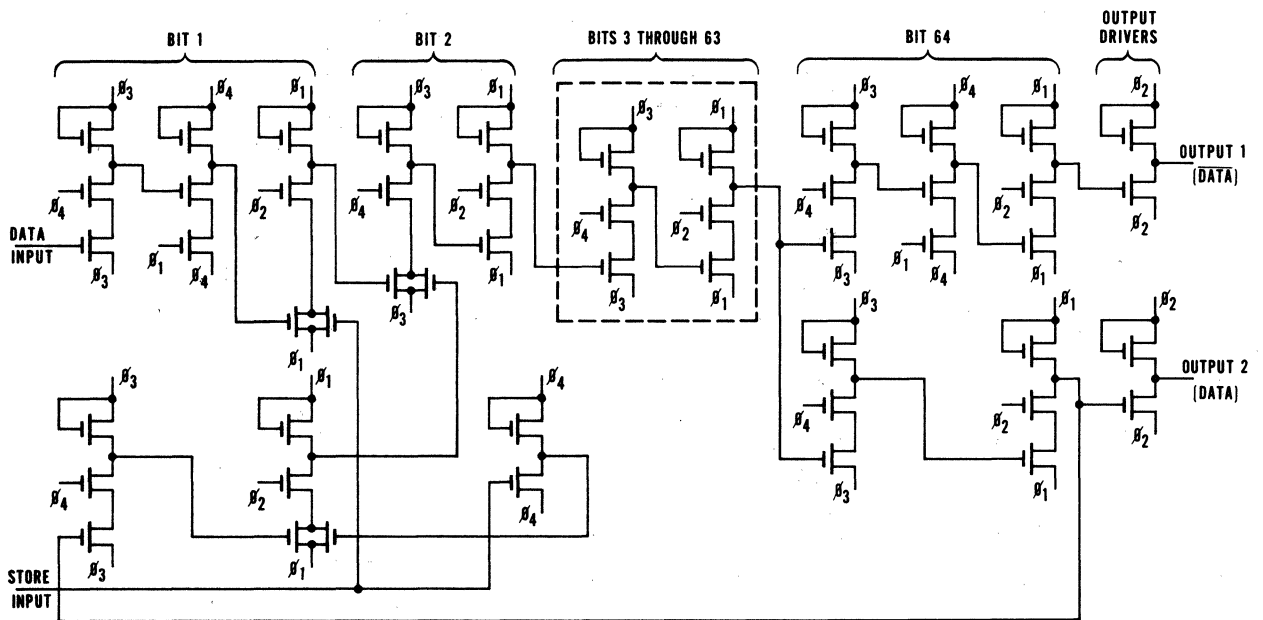 BIT 1
BIT 2
BITS 3 THROUGH 63
BIT 64
OUTPUT
DRIVERS
Ø3 Ø4 Ø1 Ø3 Ø1 Ø3 Ø4 Ø1 Ø2
Ø3 Ø1
OUTPUT 1
(DATA)
Ø4 Ø2 Ø4 Ø2 Ø4 Ø2
Ø4 Ø2 Ø2
DATA
INPUT
Ø1 Ø1
Ø3 Ø4 Ø1 Ø3 Ø4 Ø1
Ø3 Ø3 Ø1
Ø3 Ø1 Ø2
Ø1
OUTPUT 2
(DATA)
Ø3 Ø1 Ø4
Ø4 Ø2 Ø2
Ø4 Ø2
Ø4
Ø3 Ø1
Ø3 Ø1
STORE
INPUT